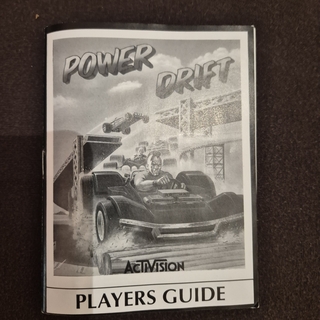 POWER
DRIFT
ACTIVISION
PLAYERS GUIDE